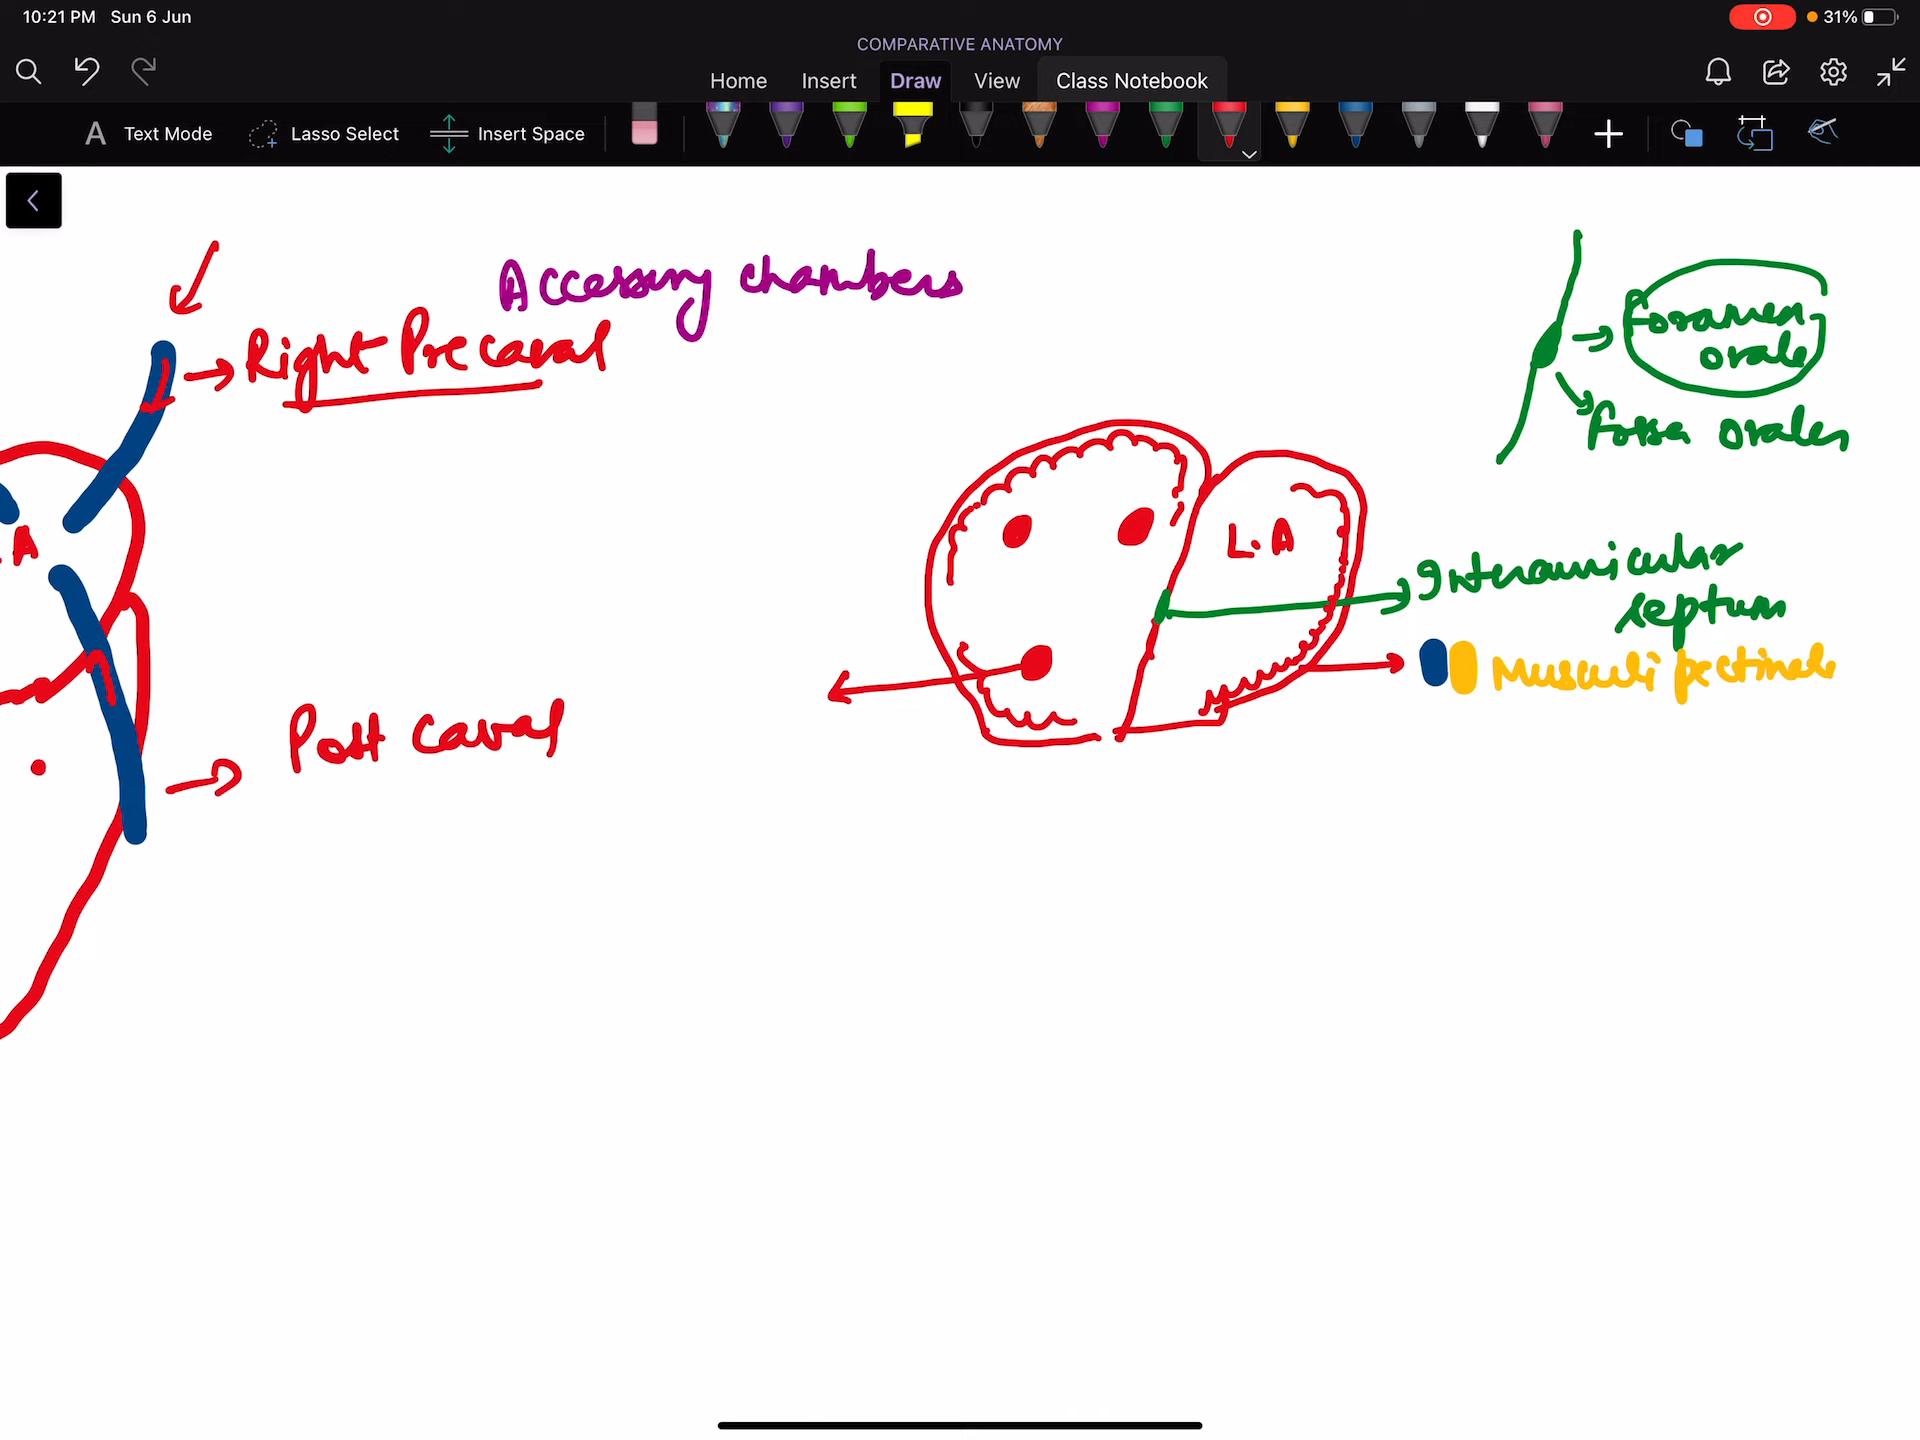 10:21 PM Sun 6 Jun
31%
COMPARATIVE ANATOMY
Home Insert Draw View Class Notebook
A Text Mode Lasso Select Insert Space
Accessory chambers
Right Precaval
Foramen
ovale
fossa ovales
A
L.A
Interauricular
septum
Musculi pectinate
Post caval